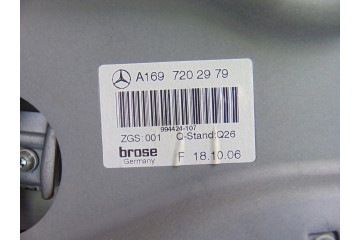 A169 720 29 79
994424-107
ZGS:001 Q-Stand:Q26
brose F 18.10.06
Germany